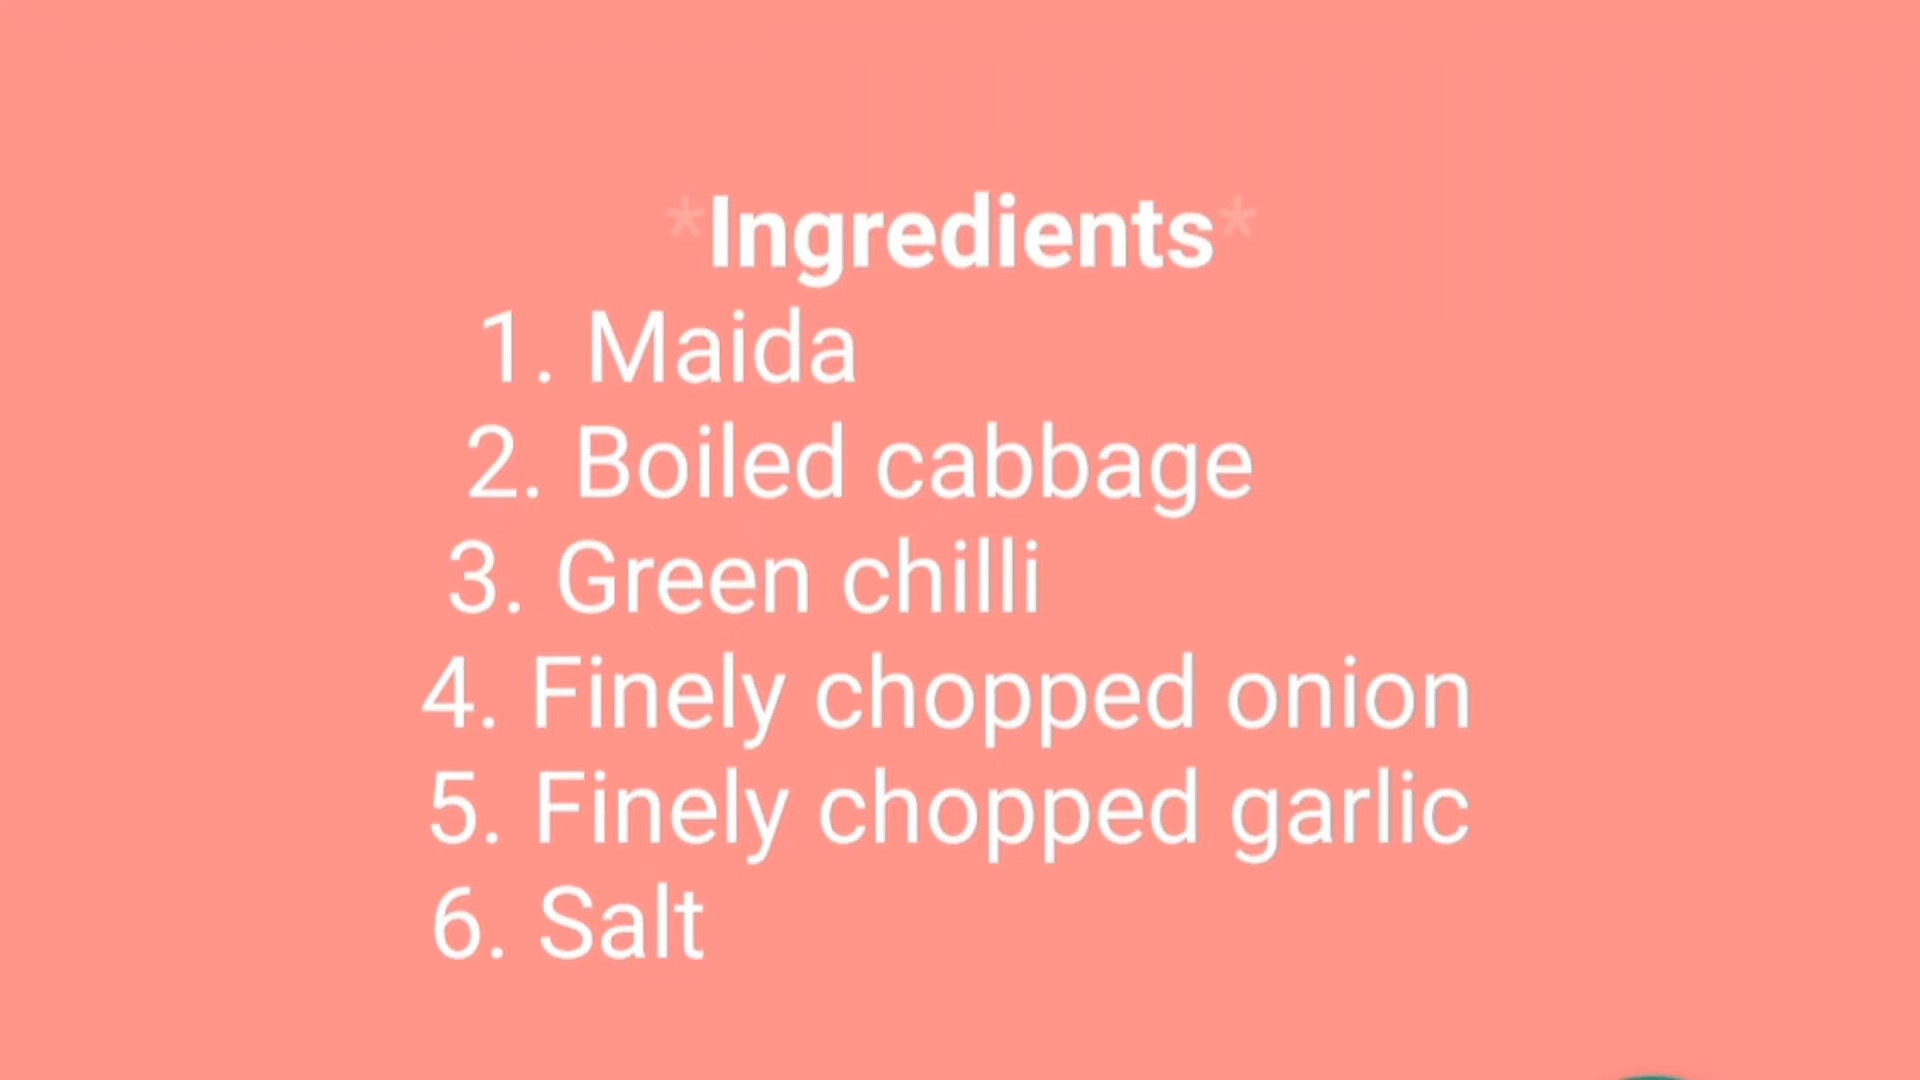 *Ingredients*
1. Maida
2. Boiled cabbage
3. Green chilli
4. Finely chopped onion
5. Finely chopped garlic
6. Salt